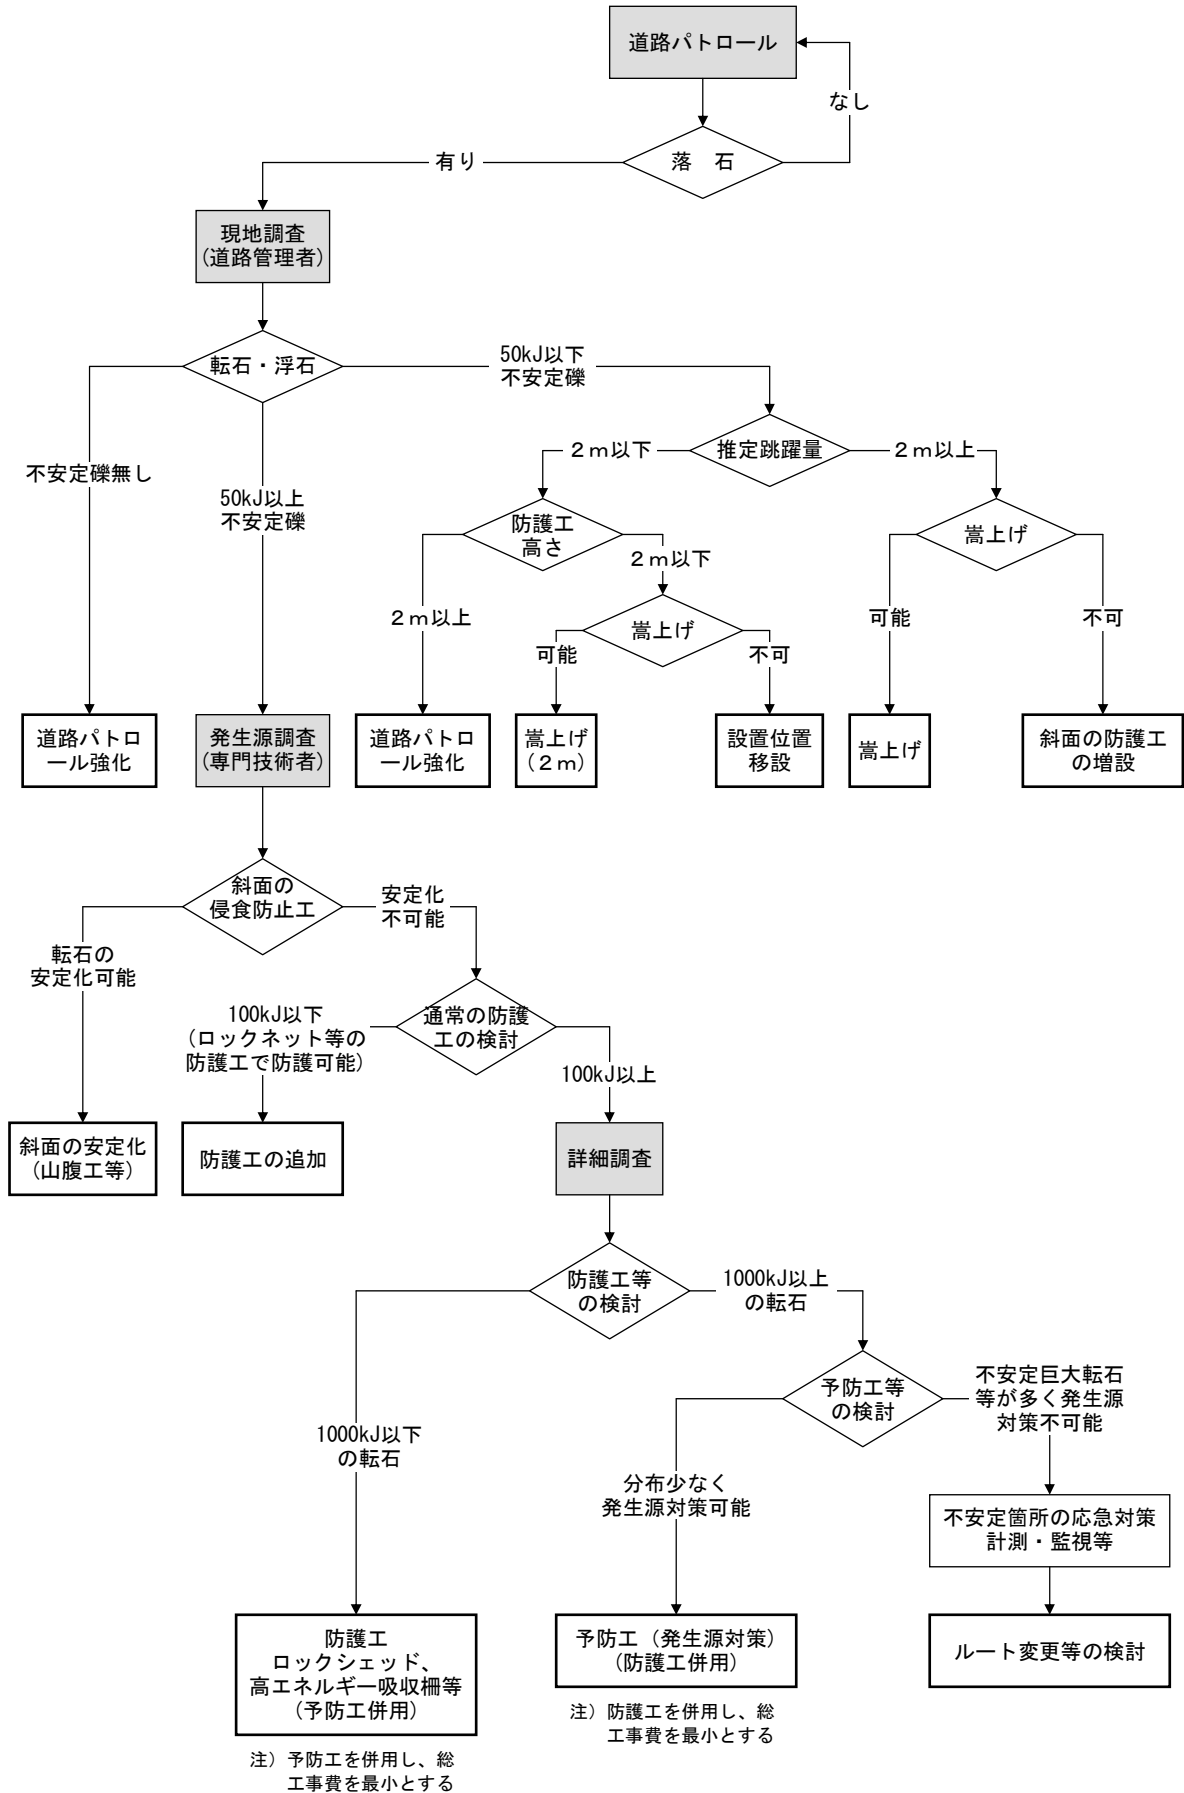 道路パトロール
なし
落　石
有り
現地調査
(道路管理者)
転石・浮石
50kJ以下
不安定礫
推定跳躍量
２ｍ以下
２ｍ以上
不安定礫無し
50kJ以上
不安定礫
防護工
高さ
嵩上げ
２ｍ以下
２ｍ以上
嵩上げ
可能
不可
可能
不可
道路パトロ
ール強化
発生源調査
(専門技術者)
道路パトロ
ール強化
嵩上げ
(２ｍ)
設置位置
移設
嵩上げ
斜面の防護工
の増設
斜面の
侵食防止工
安定化
不可能
転石の
安定化可能
100kJ以下
(ロックネット等の
防護工で防護可能)
通常の防護
工の検討
100kJ以上
斜面の安定化
(山腹工等)
防護工の追加
詳細調査
防護工等
の検討
1000kJ以上
の転石
予防工等
の検討
不安定巨大転石
等が多く発生源
対策不可能
1000kJ以下
の転石
分布少なく
発生源対策可能
不安定箇所の応急対策
計測・監視等
防護工
ロックシェッド、
高エネルギー吸収柵等
(予防工併用)
予防工（発生源対策）
(防護工併用)
ルート変更等の検討
注）防護工を併用し、総
工事費を最小とする
注）予防工を併用し、総
工事費を最小とする